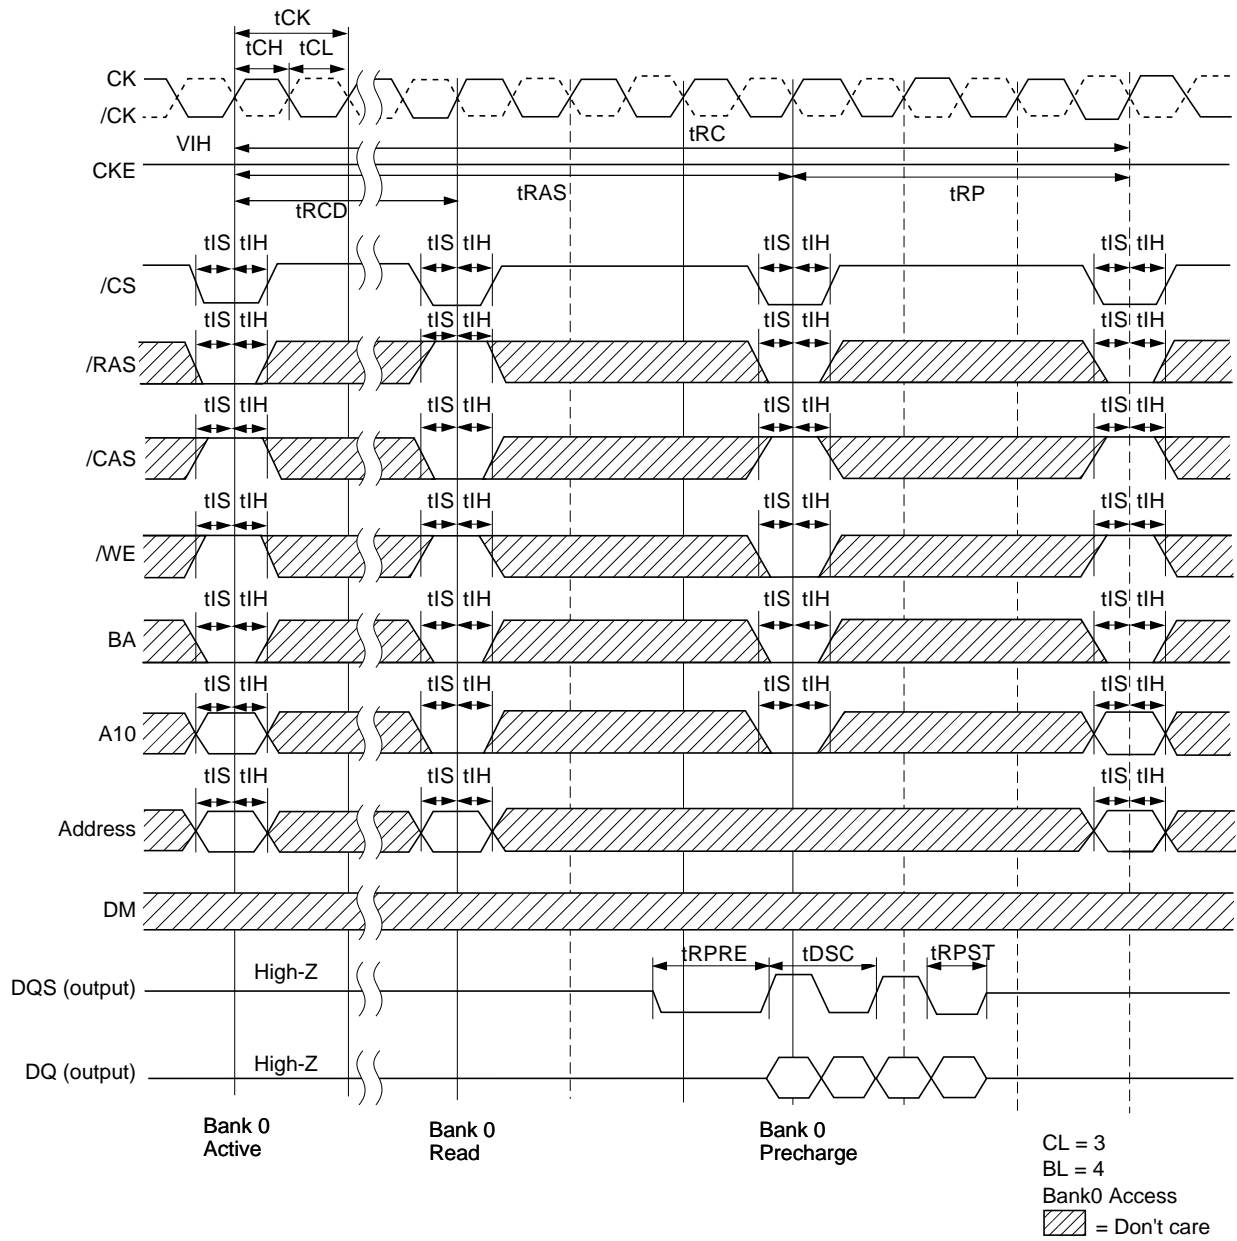 tCK
tCH tCL
CK
/CK
VIH
tRC
CKE
tRAS
tRP
tRCD
tIS tIH tIS tIH tIS tIH tIS tIH
/CS
tIS tIH tIS tIH tIS tIH tIS tIH
/RAS
tIS tIH tIS tIH tIS tIH tIS tIH
/CAS
tIS tIH tIS tIH tIS tIH tIS tIH
/WE
tIS tIH tIS tIH tIS tIH tIS tIH
BA
tIS tIH tIS tIH tIS tIH tIS tIH
A10
tIS tIH tIS tIH tIS tIH
Address
DM
tRPRE tDSC tRPST
High-Z
DQS (output)
High-Z
DQ (output)
Bank 0
Active
Bank 0
Read
Bank 0
Precharge
CL = 3
BL = 4
Bank0 Access
= Don't care